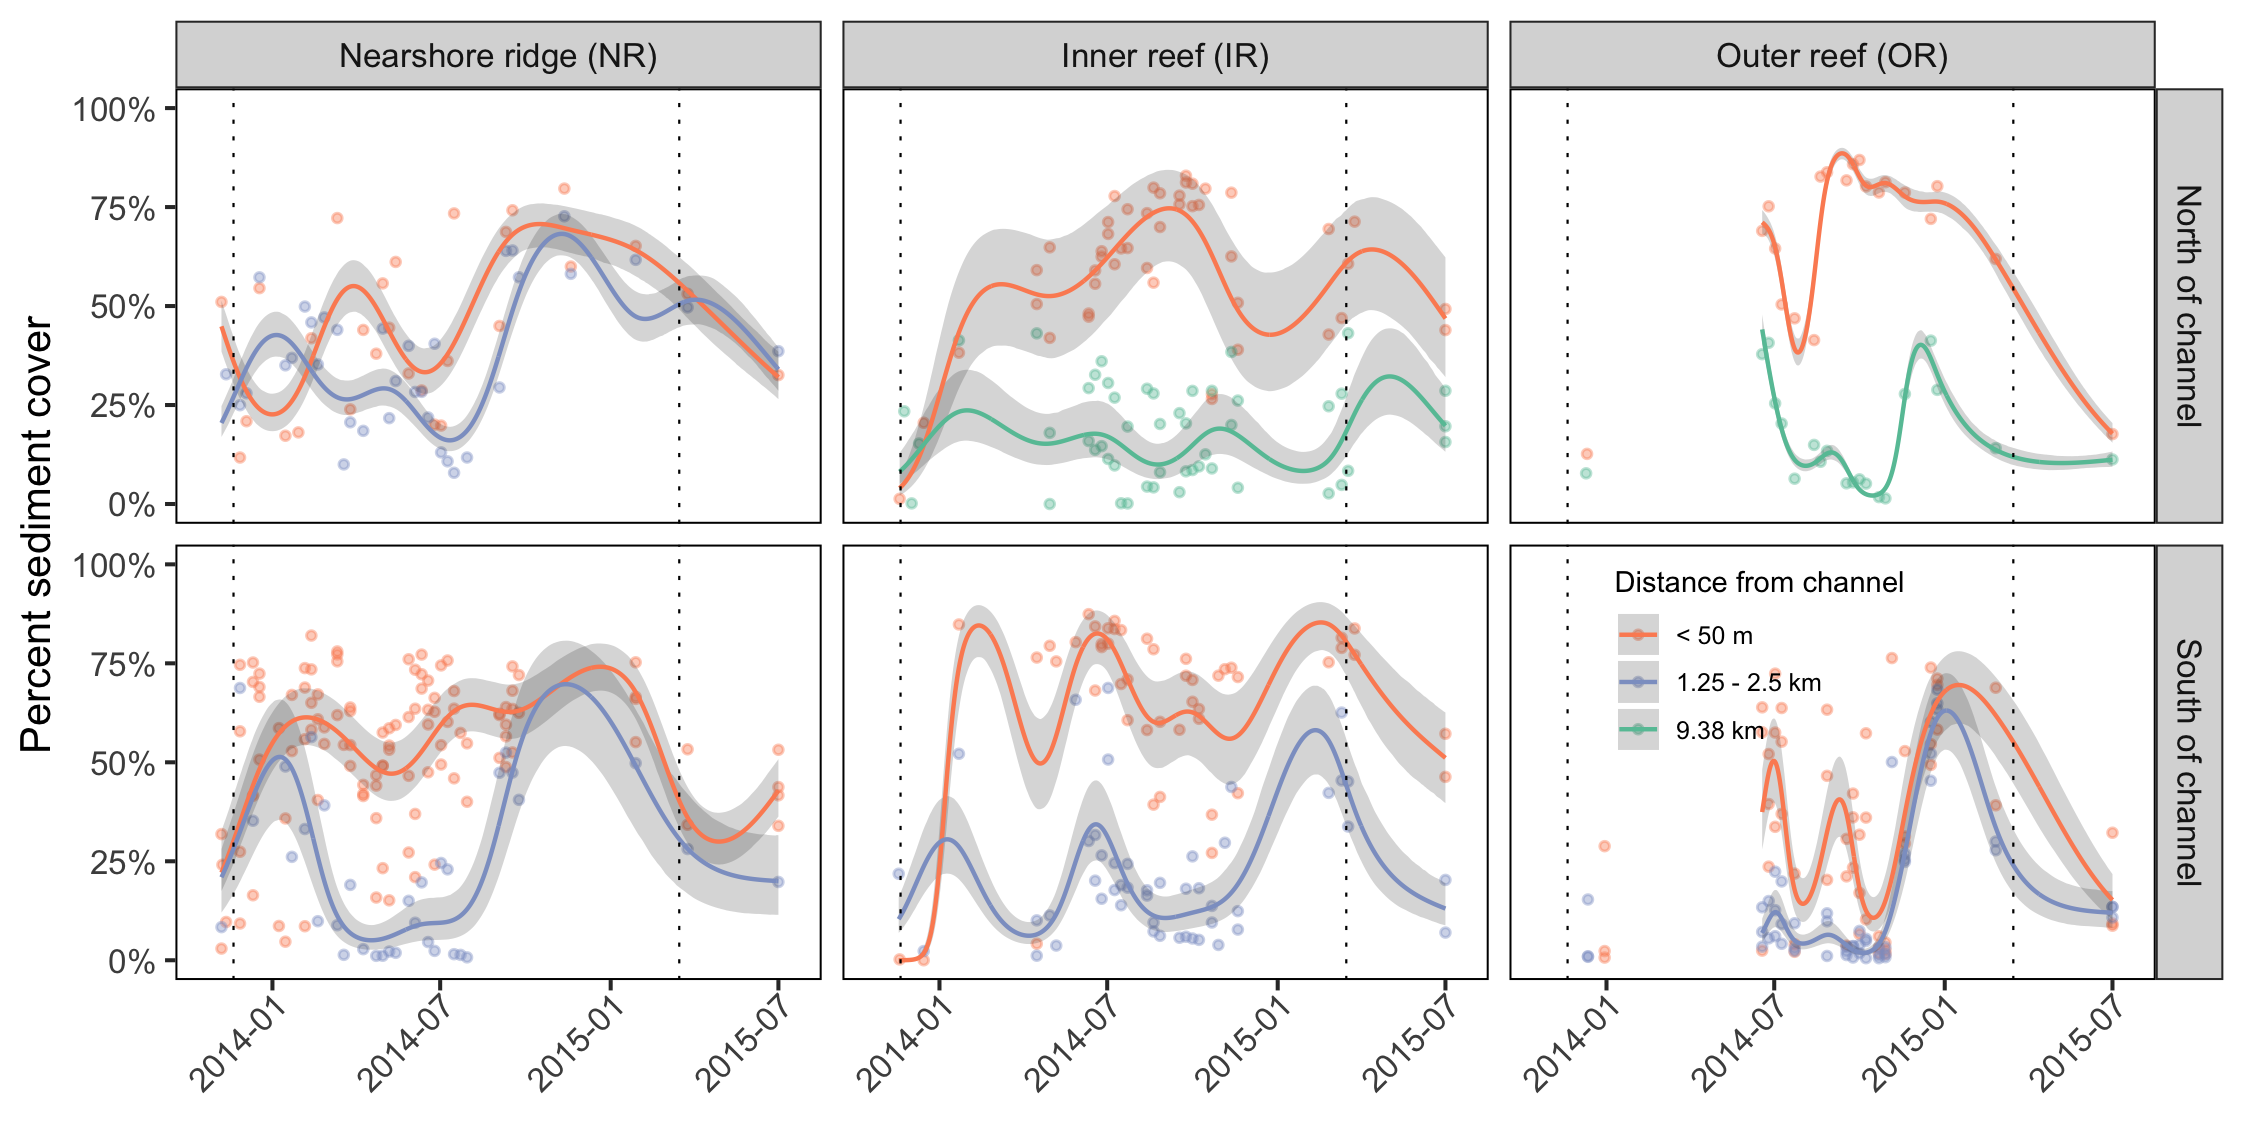 Nearshore ridge (NR)
Inner reef (IR)
Outer reef (OR)
Percent sediment cover
100%
75%
50%
25%
0%
North of channel
100%
75%
50%
25%
0%
South of channel
Distance from channel
< 50 m
1.25 - 2.5 km
9.38 km
2014-01
2014-07
2015-01
2015-07
2014-01
2014-07
2015-01
2015-07
2014-01
2014-07
2015-01
2015-07